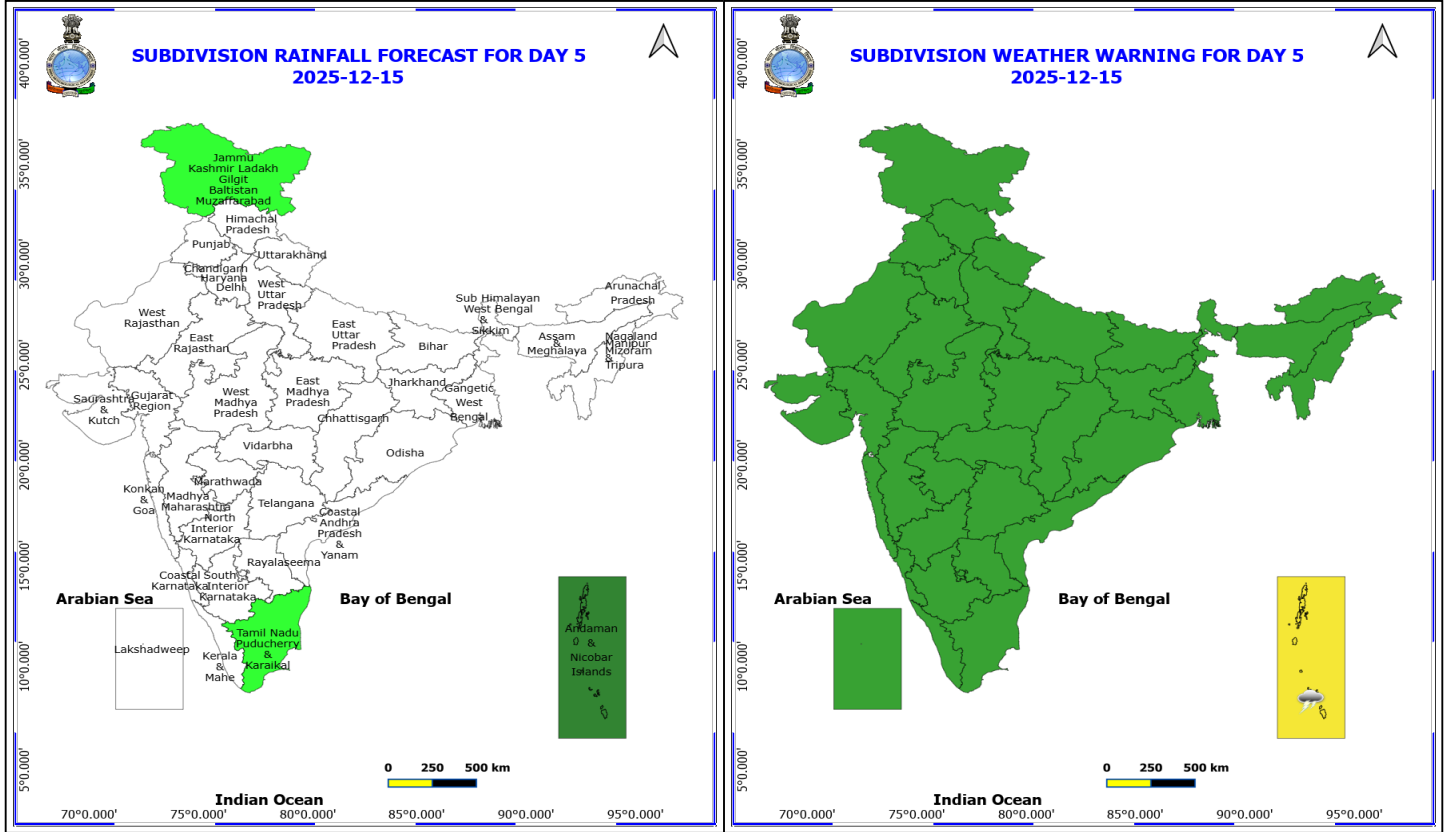 SUBDIVISION RAINFALL FORECAST FOR DAY 5
2025-12-15
40°0.000'
35°0.000'
30°0.000'
25°0.000'
20°0.000'
15°0.000'
10°0.000'
5°0.000'
Jammu
Kashmir Ladakh
Gilgit
Baltistan
Muzaffarabad
Himachal
Pradesh
Punjab
Uttarakhand
Chandigarh
Haryana
Delhi
West
Uttar
Pradesh
Arunachal
Pradesh
Sub Himalayan
West Bengal
&
Sikkim
West
Rajasthan
East
Rajasthan
East
Uttar
Pradesh
Bihar
Assam
&
Meghalaya
Nagaland
Manipur
Mizoram
&
Tripura
Saurashtra
&
Kutch
Gujarat
Region
West
Madhya
Pradesh
East
Madhya
Pradesh
Jharkhand
Gangetic
West
Bengal
Chhattisgarh
Vidarbha
Odisha
Konkan
&
Goa
Madhya
Maharashtra
Marathwada
Telangana
North
Interior
Karnataka
Coastal
Andhra
Pradesh
&
Yanam
Rayalaseema
Coastal
Karnataka
South
Interior
Karnataka
Arabian Sea
Bay of Bengal
Lakshadweep
Kerala
&
Mahe
Tamil Nadu
Puducherry
&
Karaikal
Andaman
&
Nicobar
Islands
0 250 500 km
Indian Ocean
70°0.000' 75°0.000' 80°0.000' 85°0.000' 90°0.000' 95°0.000'
SUBDIVISION WEATHER WARNING FOR DAY 5
2025-12-15
40°0.000'
35°0.000'
30°0.000'
25°0.000'
20°0.000'
15°0.000'
10°0.000'
5°0.000'
Arabian Sea
Bay of Bengal
0 250 500 km
Indian Ocean
70°0.000' 75°0.000' 80°0.000' 85°0.000' 90°0.000' 95°0.000'